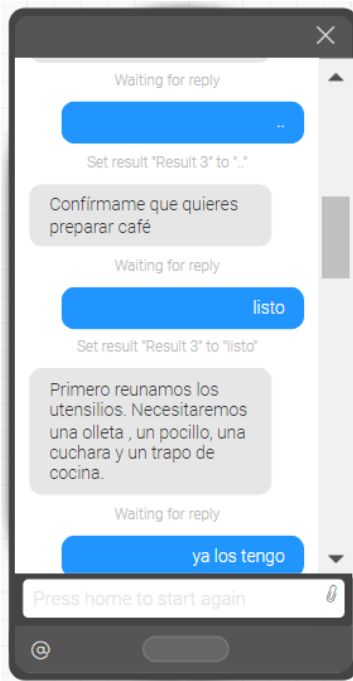 Waiting for reply
..
Set result "Result 3" to ".."
Confírmame que quieres
preparar café
Waiting for reply
listo
Set result "Result 3" to "listo"
Primero reunamos los
utensilios. Necesitaremos
una olleta , un pocillo, una
cuchara y un trapo de
cocina.
Waiting for reply
ya los tengo
Press home to start again
@